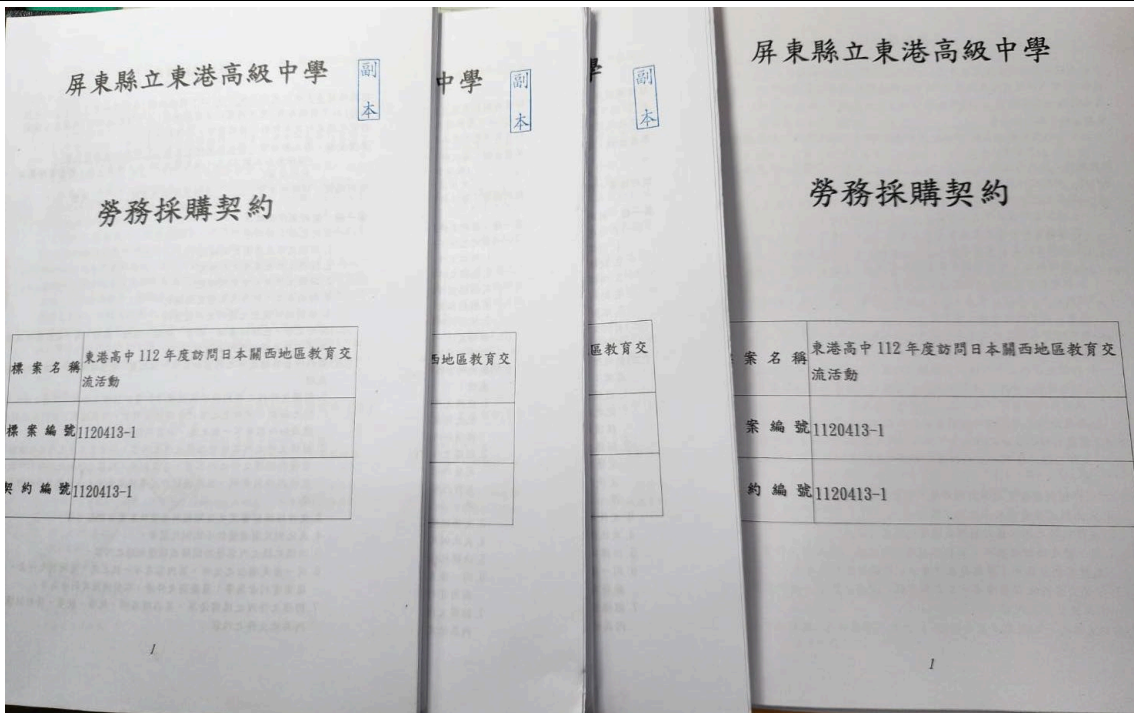 屏東縣立東港高級中學
副本
勞務採購契約
標案名稱 東港高中 112 年度訪問日本關西地區教育交
流活動
標案編號 1120413-1
契約編號 1120413-1
1
中學
副本
西地區教育交
學
副本
區教育交
屏東縣立東港高級中學
勞務採購契約
案名稱 東港高中 112 年度訪問日本關西地區教育交
流活動
案編號 1120413-1
約編號 1120413-1
1